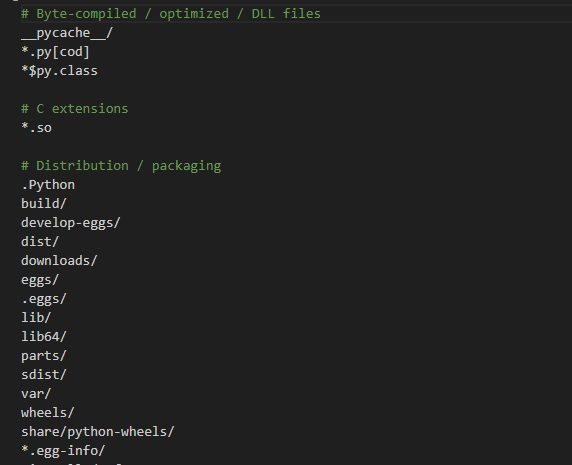 # Byte-compiled / optimized / DLL files
__pycache__/
*.py[cod]
*$py.class
# C extensions
*.so
# Distribution / packaging
.Python
build/
develop-eggs/
dist/
downloads/
eggs/
.eggs/
lib/
lib64/
parts/
sdist/
var/
wheels/
share/python-wheels/
*.egg-info/